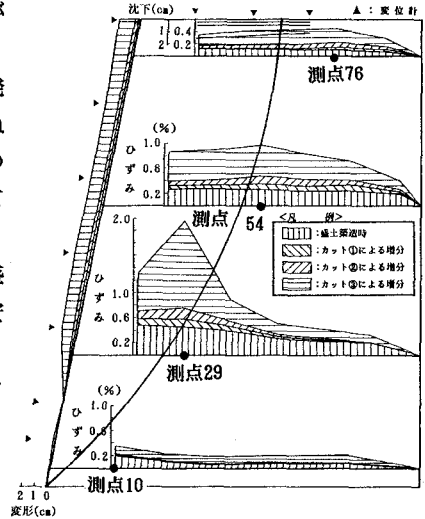 沈下(cm)
▲：変位計
1 0.4
2 0.2
測点76
(%)
1.0
ひずみ
0.6
0.2
測点 54
<凡 例>
：盛土築造時
：カット①による増分
：カット②による増分
：カット③による増分
2.0
ひずみ
1.0
0.6
0.2
測点29
(%)
1.0
ひずみ
0.6
0.2
測点10
2 1 0
変形(cm)